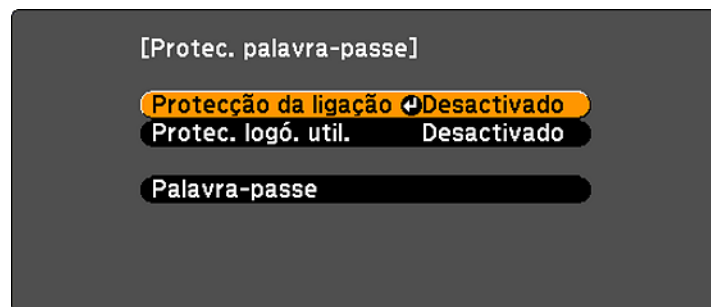 [Protec. palavra-passe]
Protecção da ligação Desactivado
Protec. logó. util. Desactivado
Palavra-passe